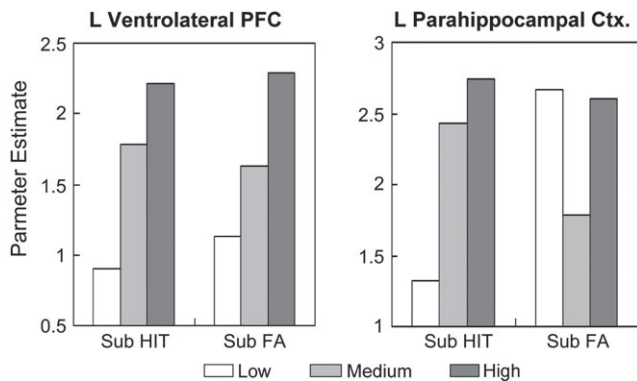 L Ventrolateral PFC
L Parahippocampal Ctx.
Parmeter Estimate
2.5
2
1.5
1
0.5
Sub HIT
Sub FA
3
2.5
2
1.5
1
Sub HIT
Sub FA
Low
Medium
High